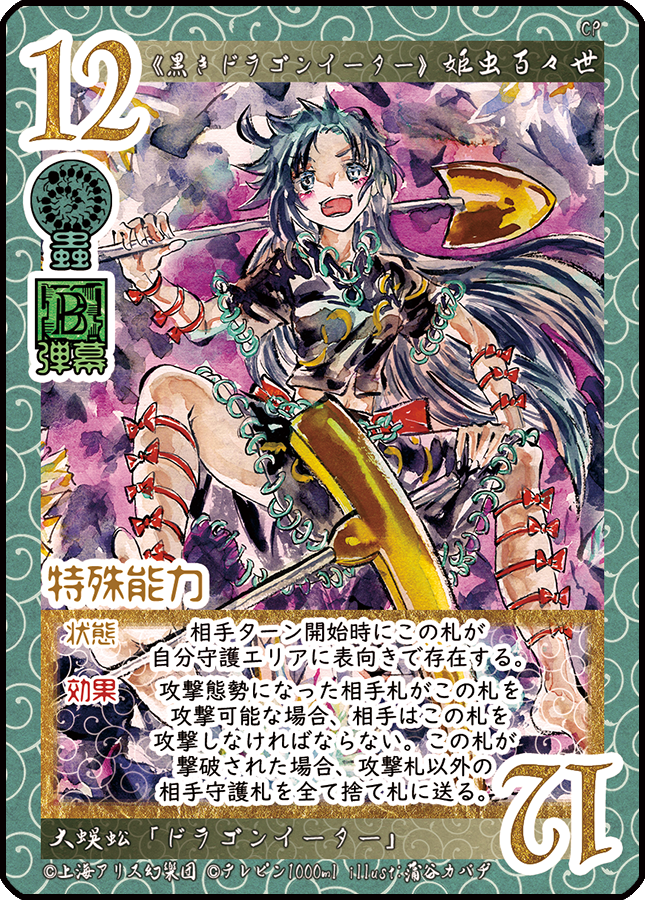 CP
12
《黒きドラゴンイーター》姫虫百々世
蟲
B
弾幕
特殊能力
状態
相手ターン開始時にこの札が
自分守護エリアに表向きで存在する。
効果
攻撃態勢になった相手札がこの札を
攻撃可能な場合、相手はこの札を
攻撃しなければならない。この札が
撃破された場合、攻撃札以外の
相手守護札を全て捨て札に送る。
12
大蜈蚣「ドラゴンイーター」
©上海アリス幻樂団 ©テレピン1000ml illust:蒲谷カバヂ